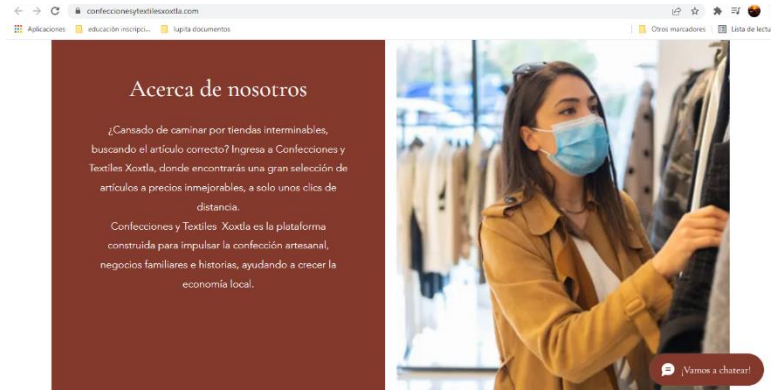 confeccionesytextilesxoxtla.com
Aplicaciones educación inscripci... lupita documentos Otros marcadores Lista de lectu
Acerca de nosotros
¿Cansado de caminar por tiendas interminables,
buscando el artículo correcto? Ingresa a Confecciones y
Textiles Xoxtla, donde encontrarás una gran selección de
artículos a precios inmejorables, a solo unos clics de
distancia.
Confecciones y Textiles Xoxtla es la plataforma
construida para impulsar la confección artesanal,
negocios familiares e historias, ayudando a crecer la
economía local.
¡Vamos a chatear!